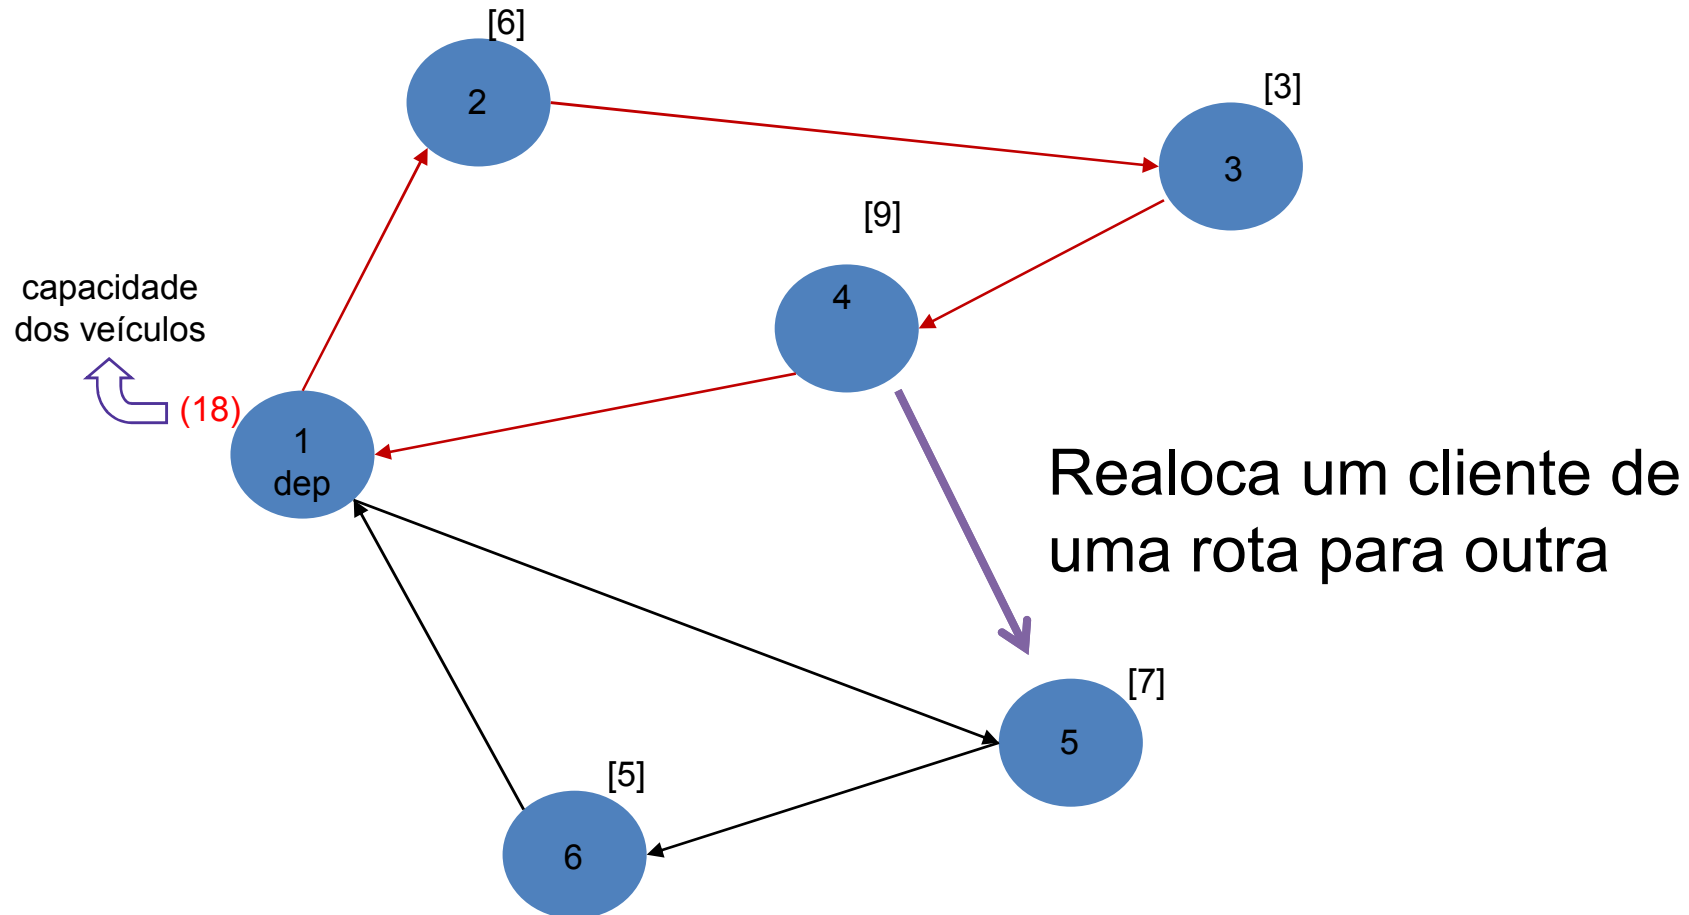 [6]
2
[3]
3
[9]
4
capacidade
dos veículos
(18)
1
dep
Realoca um cliente de
uma rota para outra
[7]
5
[5]
6